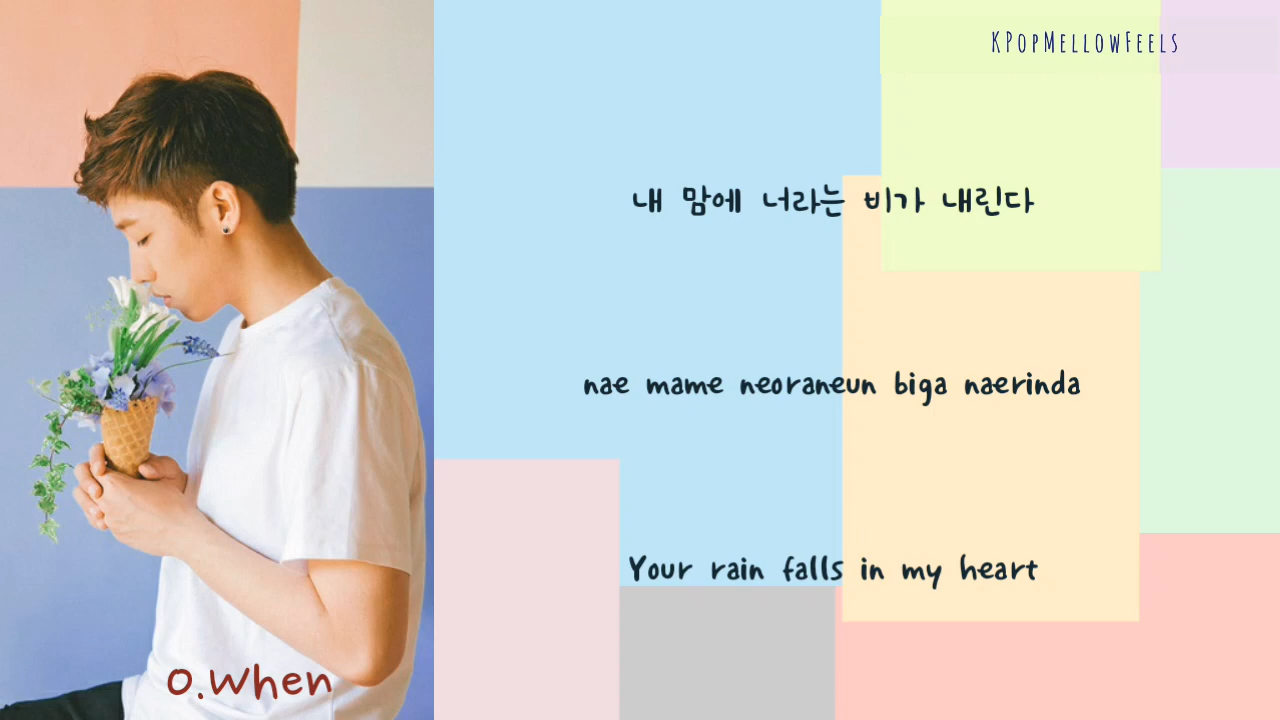 KPopMellowFeels
내 맘에 너라는 비가 내린다
nae mame neoraneun biga naerinda
Your rain falls in my heart
O.When